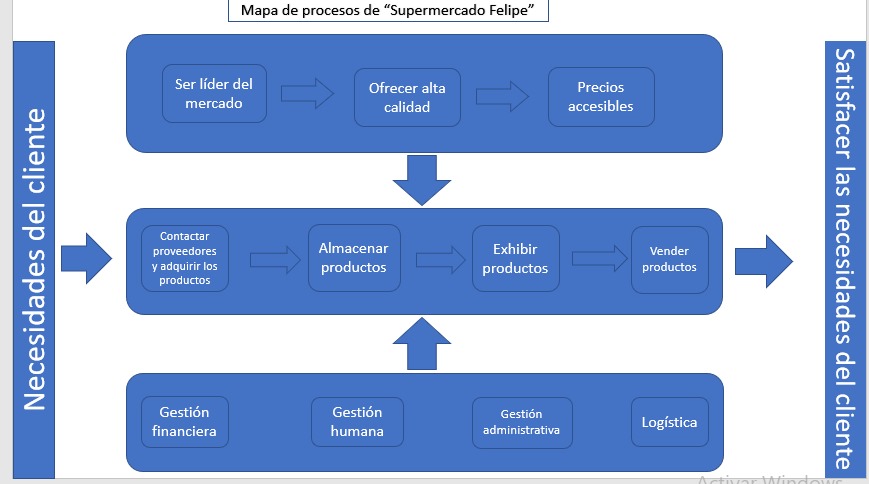 Mapa de procesos de “Supermercado Felipe”
Necesidades del cliente
Ser líder del
mercado
Ofrecer alta
calidad
Precios
accesibles
Contactar
proveedores
y adquirir los
productos
Almacenar
productos
Exhibir
productos
Vender
productos
Gestión
financiera
Gestión
humana
Gestión
administrativa
Logística
Satisfacer las necesidades del cliente
Activar Windows